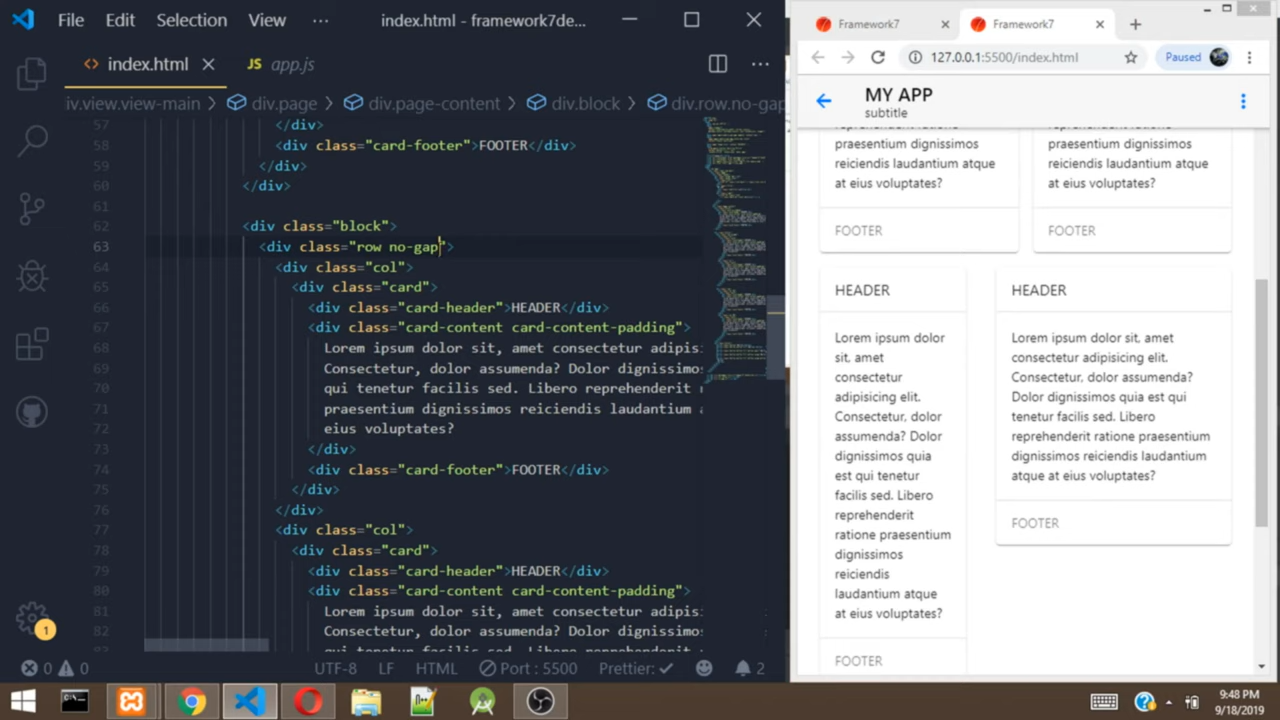 File Edit Selection View ··· index.html - framework7de...
index.html
JS app.js
iv.view.view-main > div.page > div.page-content > div.block > div.row.no-gap
57 </div>
58 <div class="card-footer">FOOTER</div>
59 </div>
60 </div>
61
62 <div class="block">
63 <div class="row no-gap">
64 <div class="col">
65 <div class="card">
66 <div class="card-header">HEADER</div>
67 <div class="card-content card-content-padding">
68 Lorem ipsum dolor sit, amet consectetur adipis
69 Consectetur, dolor assumenda? Dolor dignissimos
70 qui tenetur facilis sed. Libero reprehenderit
71 praesentium dignissimos reiciendis laudantium
72 eius voluptates?
73 </div>
74 <div class="card-footer">FOOTER</div>
75 </div>
76 </div>
77 <div class="col">
78 <div class="card">
79 <div class="card-header">HEADER</div>
80 <div class="card-content card-content-padding">
81 Lorem ipsum dolor sit, amet consectetur adipis
82 Consectetur, dolor assumenda? Dolor dignissimos
1
0 0 UTF-8 LF HTML Port : 5500 Prettier: ✓ 2
Framework7
Framework7
127.0.0.1:5500/index.html
Paused
MY APP
subtitle
praesentium dignissimos
reiciendis laudantium atque
at eius voluptates?
FOOTER
praesentium dignissimos
reiciendis laudantium atque
at eius voluptates?
FOOTER
HEADER
Lorem ipsum dolor
sit, amet
consectetur
adipisicing elit.
Consectetur, dolor
assumenda? Dolor
dignissimos quia
est qui tenetur
facilis sed. Libero
reprehenderit
ratione praesentium
dignissimos
reiciendis
laudantium atque
at eius voluptates?
FOOTER
HEADER
Lorem ipsum dolor sit, amet
consectetur adipisicing elit.
Consectetur, dolor assumenda?
Dolor dignissimos quia est qui
tenetur facilis sed. Libero
reprehenderit ratione praesentium
dignissimos reiciendis laudantium
atque at eius voluptates?
FOOTER
9:48 PM
9/18/2019